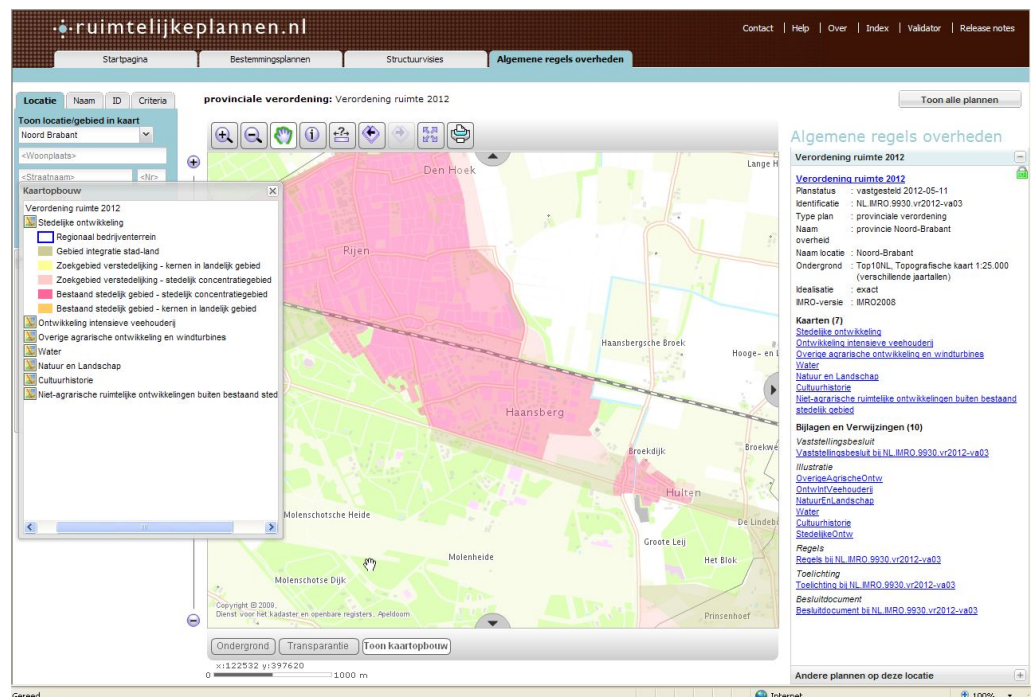 ruimtelijkeplannen.nl
Contact | Help | Over | Index | Validator | Release notes
Startpagina
Bestemmingsplannen
Structuurvisies
Algemene regels overheden
Locatie
Naam
ID
Criteria
provinciale verordening: Verordening ruimte 2012
Toon alle plannen
Toon locatie/gebied in kaart
Noord Brabant
<Woonplaats>
<Straatnaam>
<Nr>
Kaartopbouw
Verordening ruimte 2012
Stedelijke ontwikkeling
Regionaal bedrijventerrein
Gebied integratie stad-land
Zoekgebied verstedelijking - kernen in landelijk gebied
Zoekgebied verstedelijking - stedelijk concentratiegebied
Bestaand stedelijk gebied - stedelijk concentratiegebied
Bestaand stedelijk gebied - kernen in landelijk gebied
Ontwikkeling intensieve veehouderij
Overige agrarische ontwikkeling en windturbines
Water
Natuur en Landschap
Cultuurhistorie
Niet-agrarische ruimtelijke ontwikkelingen buiten bestaand sted
Den Hoek
Lange H
Rijen
Haansbergsche Broek
Hooge- en L
Haansberg
Broekdijk
Broekwe
Hulten
Molenschotsche Heide
De Lindebi
Groote Leij
Molenheide
Het Blok
Molenschotse Dijk
Prinsenhoef
Copyright © 2009,
Dienst voor het kadaster en openbare registers, Apeldoorn
Ondergrond
Transparantie
Toon kaartopbouw
x:122532 y:397620
0
1000 m
Algemene regels overheden
Verordening ruimte 2012
Verordening ruimte 2012
Planstatus : vastgesteld 2012-05-11
Identificatie : NL.IMRO.9930.vr2012-va03
Type plan : provinciale verordening
Naam : provincie Noord-Brabant
overheid
Naam locatie : Noord-Brabant
Ondergrond : Top10NL, Topografische kaart 1:25.000
(verschillende jaartallen)
Idealisatie : exact
IMRO-versie : IMRO2008
Kaarten (7)
Stedelijke ontwikkeling
Ontwikkeling intensieve veehouderij
Overige agrarische ontwikkeling en windturbines
Water
Natuur en Landschap
Cultuurhistorie
Niet-agrarische ruimtelijke ontwikkelingen buiten bestaand
stedelijk gebied
Bijlagen en Verwijzingen (10)
Vaststellingsbesluit
Vaststellingsbesluit bij NL.IMRO.9930.vr2012-va03
Illustratie
OverigeAgrischeOntw
OntwIntVeehouderij
NatuurEnLandschap
Water
Cultuurhistorie
StedelijkeOntw
Regels
Regels bij NL.IMRO.9930.vr2012-va03
Toelichting
Toelichting bij NL.IMRO.9930.vr2012-va03
Besluitdocument
Besluitdocument bij NL.IMRO.9930.vr2012-va03
Andere plannen op deze locatie
Gereed
Internet
100%